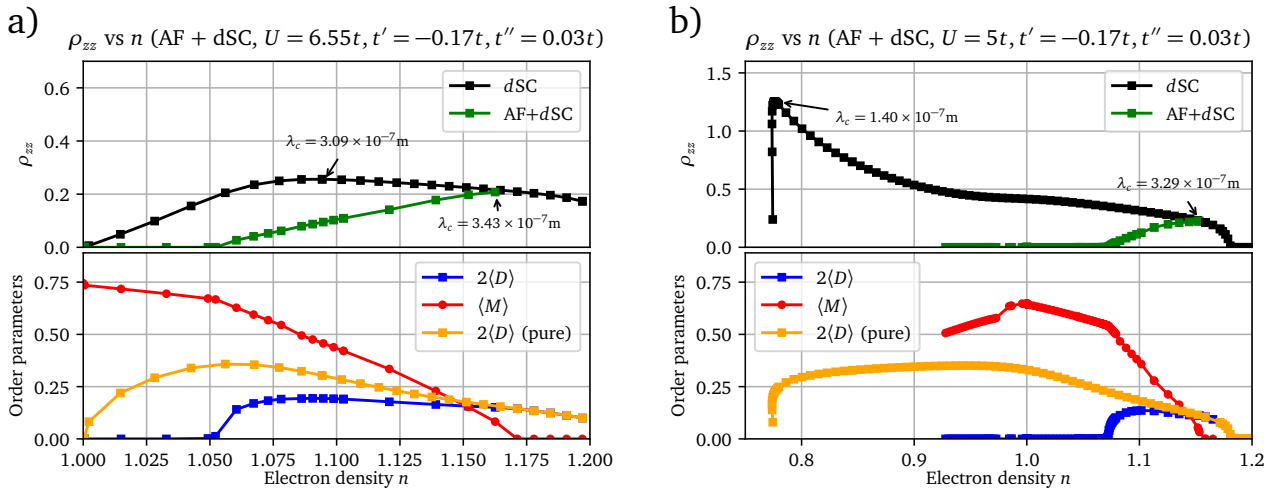 a)
ρzz vs n (AF + dSC, U = 6.55t, t′ = −0.17t, t″ = 0.03t)
0.6
0.4
0.2
0.0
ρzz
dSC
AF+dSC
λc = 3.09 × 10⁻⁷m
λc = 3.43 × 10⁻⁷m
0.75
0.50
0.25
0.00
Order parameters
2⟨D⟩
⟨M⟩
2⟨D⟩ (pure)
1.000 1.025 1.050 1.075 1.100 1.125 1.150 1.175 1.200
Electron density n
b)
ρzz vs n (AF + dSC, U = 5t, t′ = −0.17t, t″ = 0.03t)
1.5
1.0
0.5
0.0
ρzz
dSC
AF+dSC
λc = 1.40 × 10⁻⁷m
λc = 3.29 × 10⁻⁷m
0.75
0.50
0.25
0.00
Order parameters
2⟨D⟩
⟨M⟩
2⟨D⟩ (pure)
0.8 0.9 1.0 1.1 1.2
Electron density n